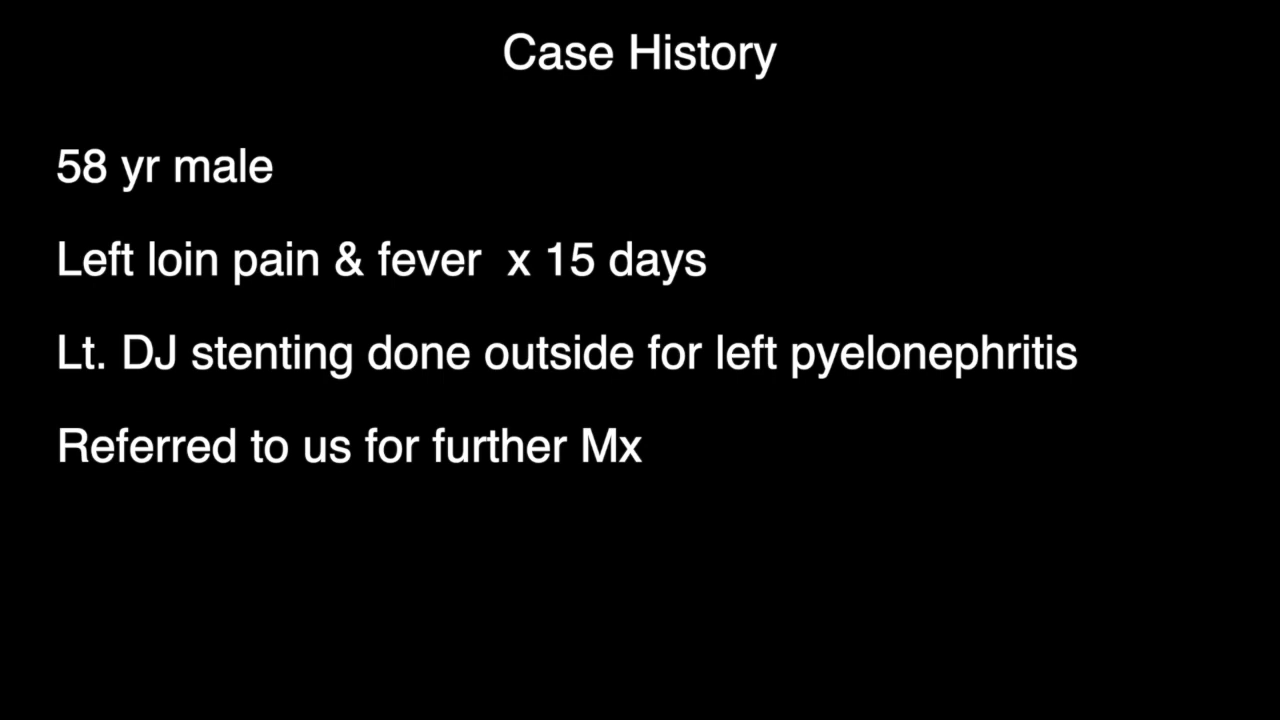 Case History
58 yr male
Left loin pain & fever  x 15 days
Lt. DJ stenting done outside for left pyelonephritis
Referred to us for further Mx